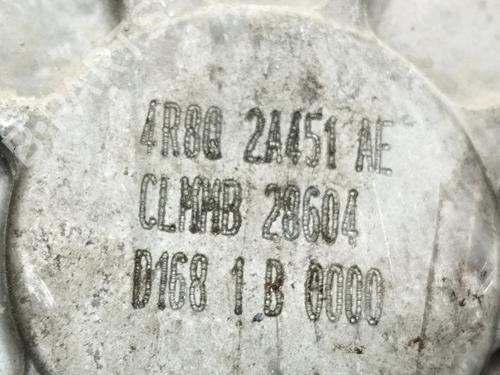 4R8Q 2A451 AE
CLMMB 28604
D168 1 B 0000